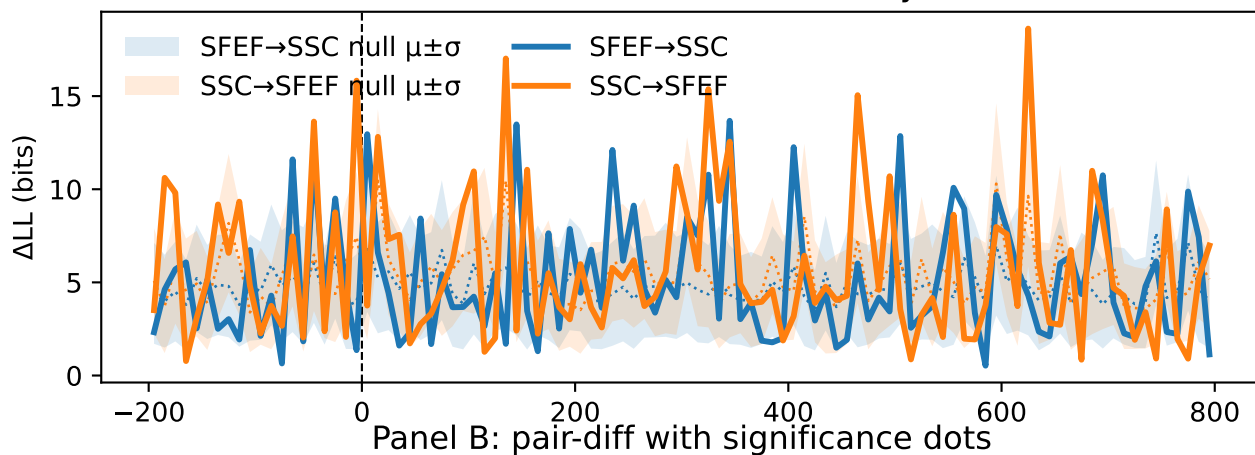 SFEF→SSC null μ±σ
SSC→SFEF null μ±σ
SFEF→SSC
SSC→SFEF
ΔLL (bits)
15
10
5
0
−200 0 200 400 600 800
Panel B: pair-diff with significance dots